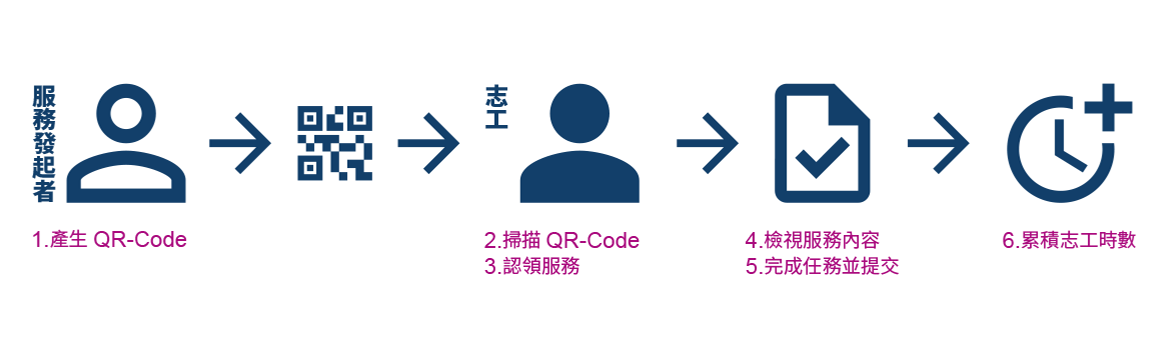 服務發起者
志工
1.產生 QR-Code
2.掃描 QR-Code
3.認領服務
4.檢視服務內容
5.完成任務並提交
6.累積志工時數